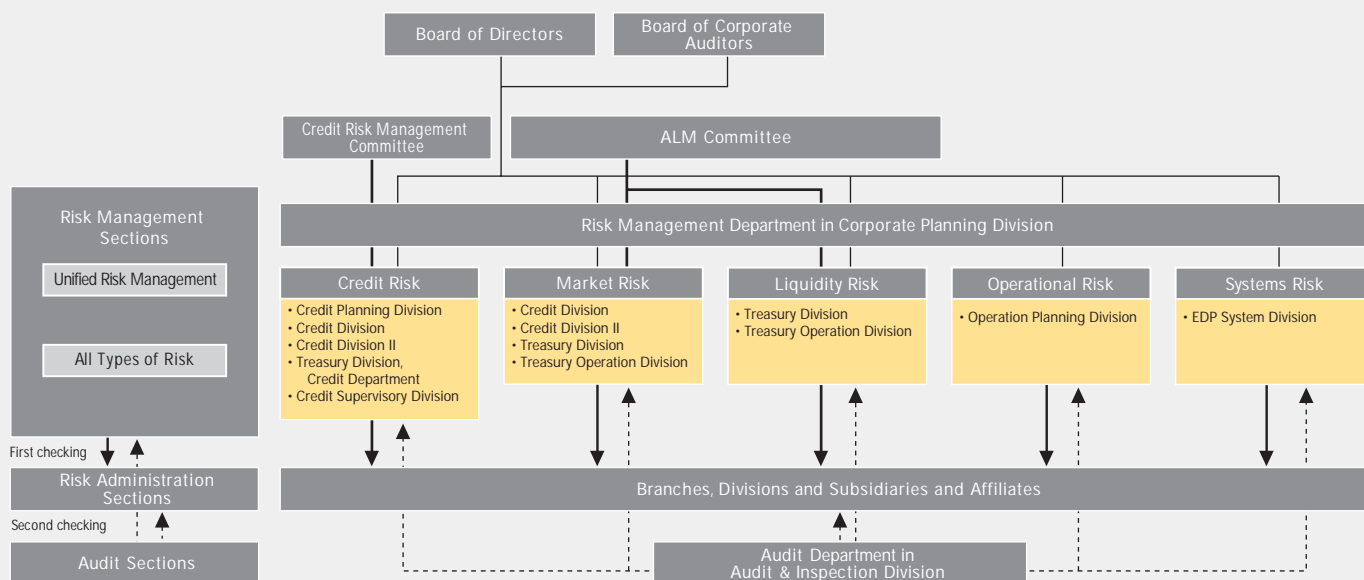 Board of Directors
Board of Corporate
Auditors
Credit Risk Management
Committee
ALM Committee
Risk Management
Sections
Unified Risk Management
All Types of Risk
Risk Management Department in Corporate Planning Division
Credit Risk
• Credit Planning Division
• Credit Division
• Credit Division II
• Treasury Division,
Credit Department
• Credit Supervisory Division
Market Risk
• Credit Division
• Credit Division II
• Treasury Division
• Treasury Operation Division
Liquidity Risk
• Treasury Division
• Treasury Operation Division
Operational Risk
• Operation Planning Division
Systems Risk
• EDP System Division
First checking
Risk Administration
Sections
Branches, Divisions and Subsidiaries and Affiliates
Second checking
Audit Sections
Audit Department in
Audit & Inspection Division